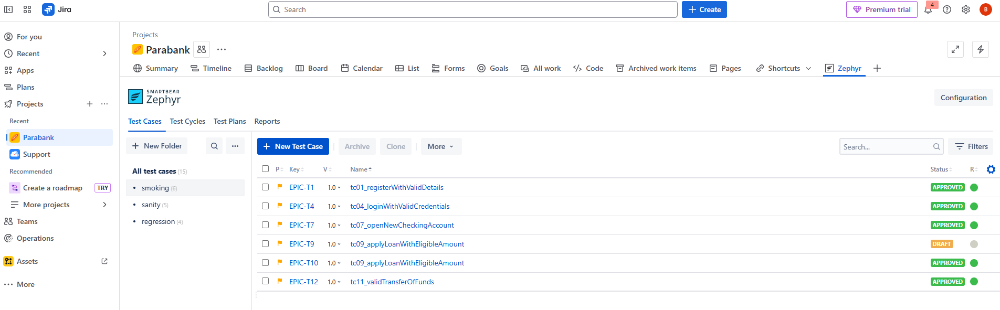 Jira
Search
Create
Premium trial
4
B
For you
Recent
Apps
Plans
Projects
Recent
Parabank
Support
Recommended
Create a roadmap TRY
More projects
Teams
Operations
Assets
More
Projects
Parabank
Summary Timeline Backlog Board Calendar List Forms Goals All work Code Archived work items Pages Shortcuts Zephyr
SMARTBEAR
Zephyr
Configuration
Test Cases Test Cycles Test Plans Reports
New Folder
All test cases (15)
smoking (6)
sanity (5)
regression (4)
New Test Case Archive Clone More Search... Filters
P Key V Name Status R
EPIC-T1 1.0 tc01_registerWithValidDetails APPROVED
EPIC-T4 1.0 tc04_loginWithValidCredentials APPROVED
EPIC-T7 1.0 tc07_openNewCheckingAccount APPROVED
EPIC-T9 1.0 tc09_applyLoanWithEligibleAmount DRAFT
EPIC-T10 1.0 tc09_applyLoanWithEligibleAmount APPROVED
EPIC-T12 1.0 tc11_validTransferOfFunds APPROVED